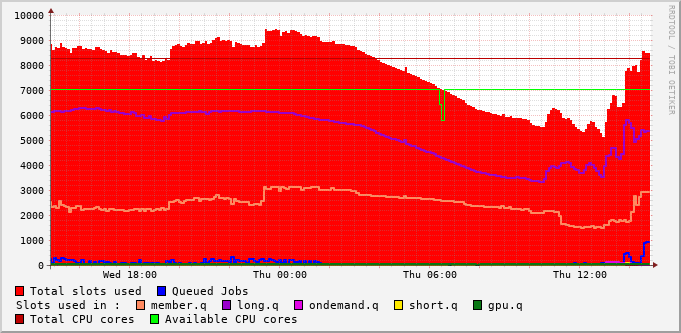 10000
9000
8000
7000
6000
5000
4000
3000
2000
1000
0
Wed 18:00 Thu 00:00 Thu 06:00 Thu 12:00
RRDTOOL / TOBI OETIKER
Total slots used Queued Jobs
Slots used in : member.q long.q ondemand.q short.q gpu.q
Total CPU cores
Available CPU cores